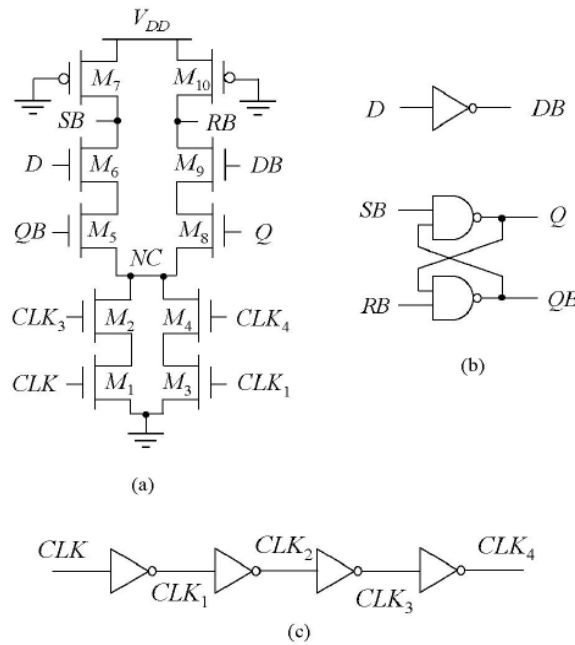 V_DD
M_7
M_10
SB
RB
D
M_6
M_9
DB
QB
M_5
M_8
Q
NC
CLK_3
M_2
M_4
CLK_4
CLK
M_1
M_3
CLK_1
(a)
D
DB
SB
Q
RB
QB
(b)
CLK
CLK_1
CLK_2
CLK_3
CLK_4
(c)